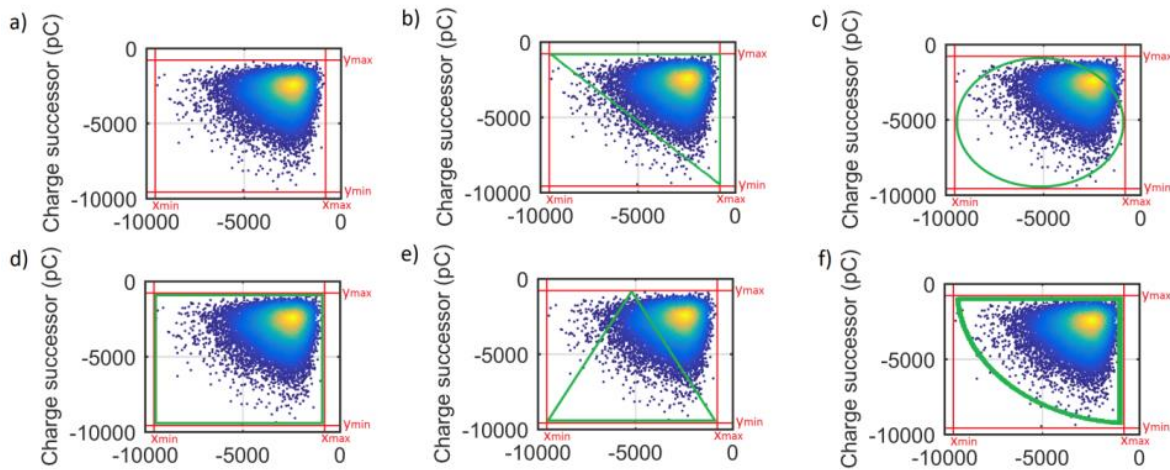 a)
Charge successor (pC)
0
-5000
-10000
ymax
ymin
xmin
xmax
-10000
-5000
0
b)
Charge successor (pC)
0
-5000
-10000
ymax
ymin
xmin
xmax
-10000
-5000
0
c)
Charge successor (pC)
0
-5000
-10000
ymax
ymin
xmin
xmax
-10000
-5000
0
d)
Charge successor (pC)
0
-5000
-10000
ymax
ymin
xmin
xmax
-10000
-5000
0
e)
Charge successor (pC)
0
-5000
-10000
ymax
ymin
xmin
xmax
-10000
-5000
0
f)
Charge successor (pC)
0
-5000
-10000
ymax
ymin
xmin
xmax
-10000
-5000
0